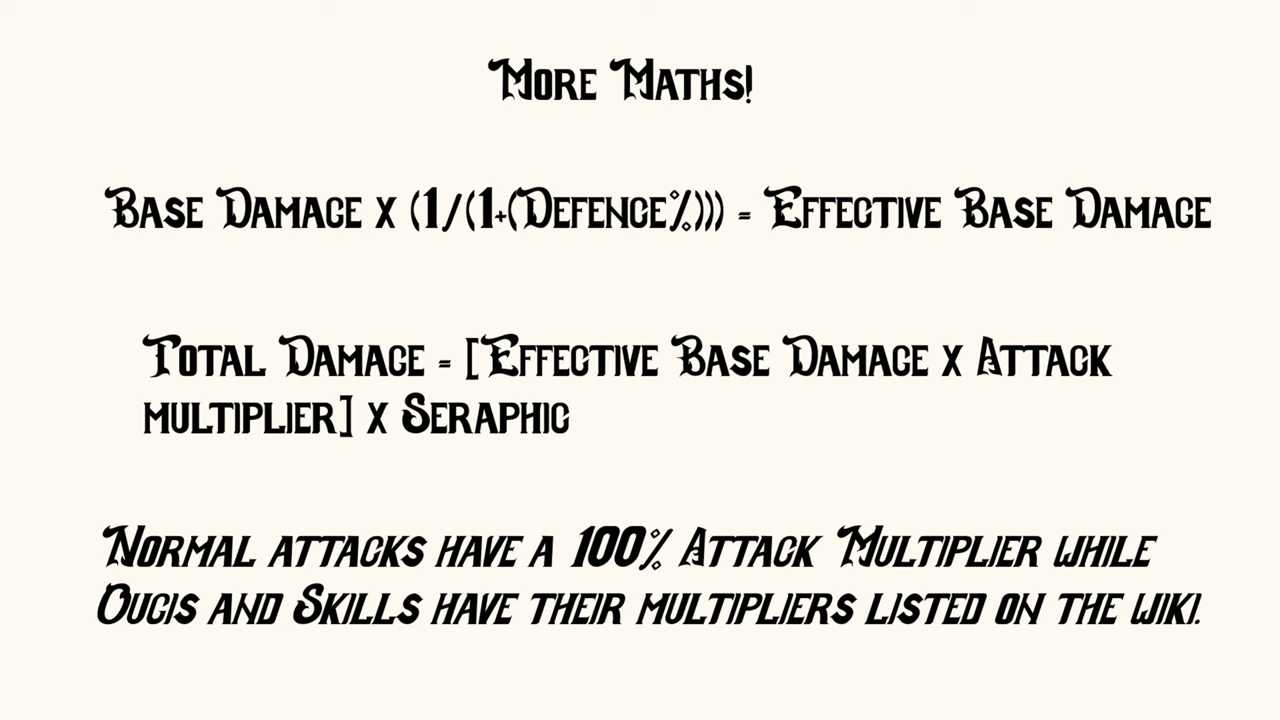 More Maths!
Base Damage x (1/(1+(Defence%))) = Effective Base Damage
Total Damage = [Effective Base Damage x Attack
multiplier] x Seraphic
Normal attacks have a 100% Attack Multiplier while
Ougis and Skills have their multipliers listed on the wiki.